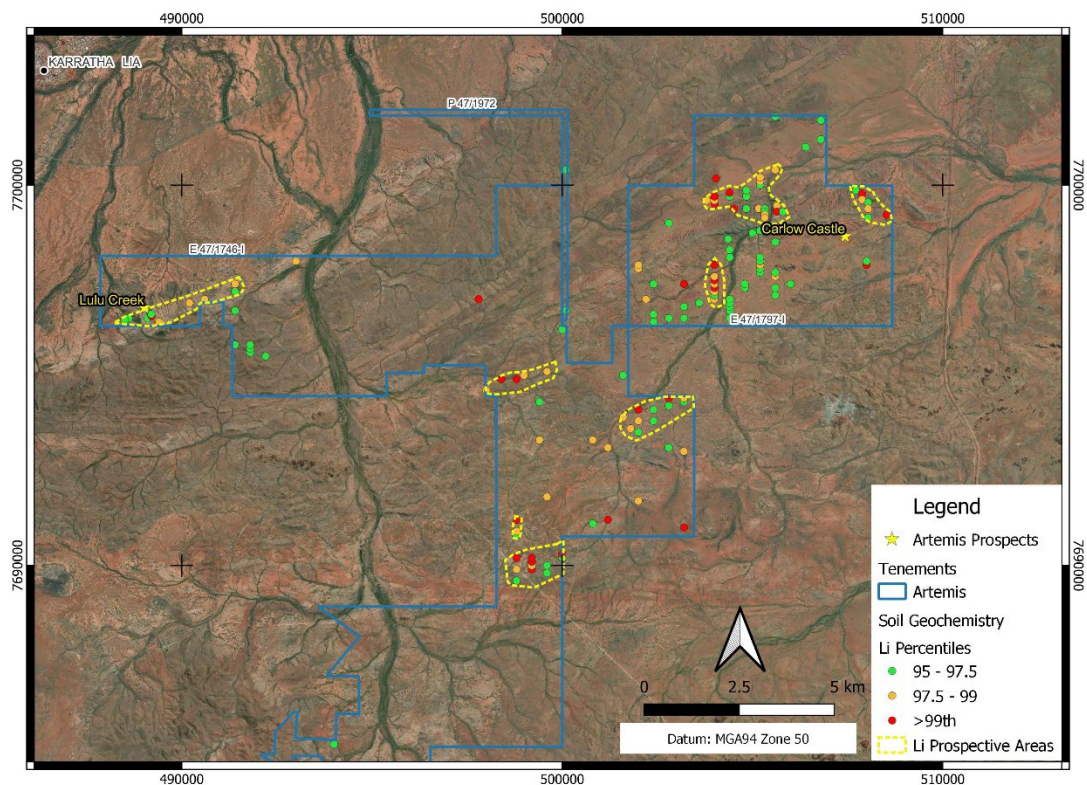 490000
500000
510000
KARRATHA LIA
P 47/1972
7700000
7700000
Carlow Castle
E 47/1746-I
Lulu Creek
E 47/1797-I
Legend
Artemis Prospects
Tenements
Artemis
Soil Geochemistry
Li Percentiles
95 - 97.5
97.5 - 99
>99th
Li Prospective Areas
7690000
7690000
0 2.5 5 km
Datum: MGA94 Zone 50
490000
500000
510000